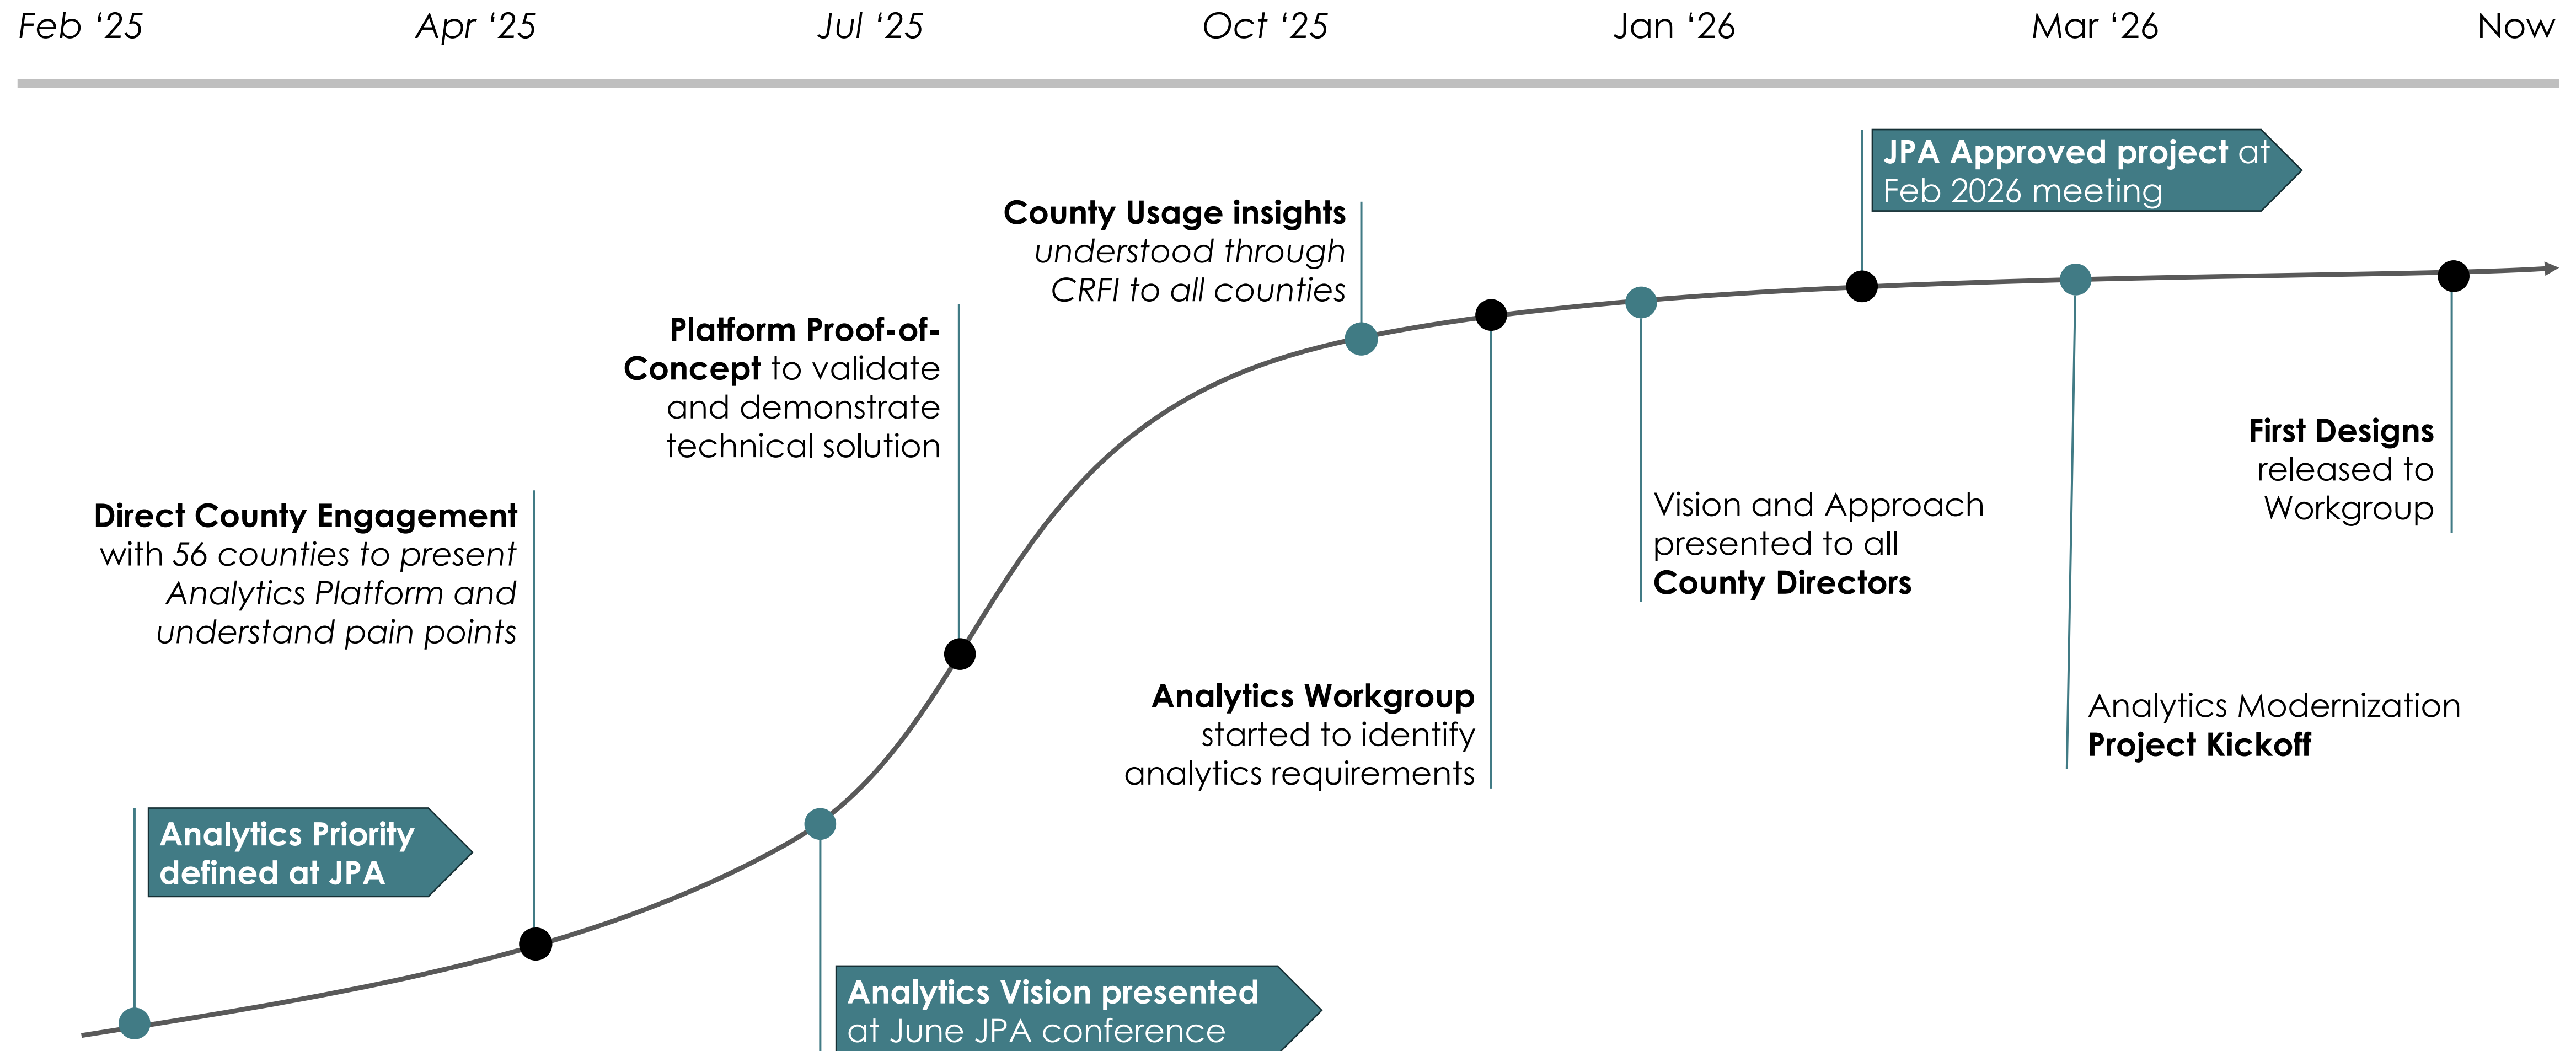 Feb ‘25
Apr ‘25
Jul ‘25
Oct ‘25
Jan ‘26
Mar ‘26
Now
Analytics Priority
defined at JPA
Direct County Engagement
with 56 counties to present
Analytics Platform and
understand pain points
Analytics Vision presented
at June JPA conference
Platform Proof-of-
Concept to validate
and demonstrate
technical solution
County Usage insights
understood through
CRFI to all counties
Analytics Workgroup
started to identify
analytics requirements
Vision and Approach
presented to all
County Directors
JPA Approved project at
Feb 2026 meeting
Analytics Modernization
Project Kickoff
First Designs
released to
Workgroup